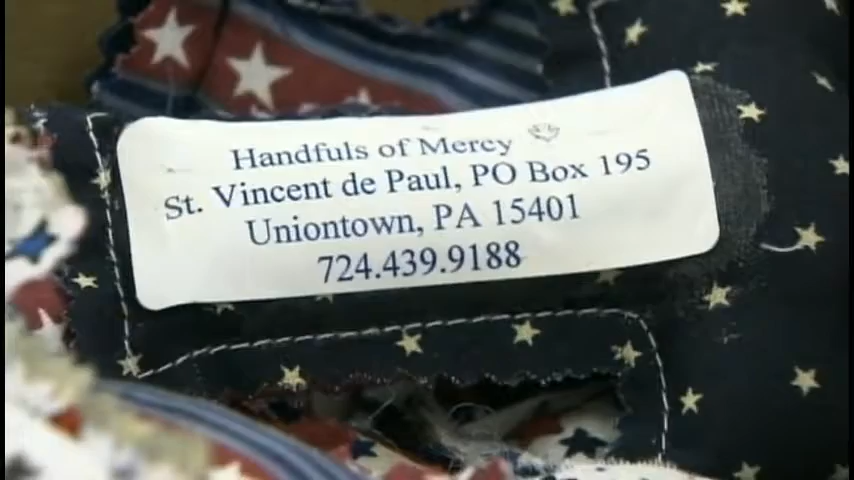 Handfuls of Mercy
St. Vincent de Paul, PO Box 195
Uniontown, PA 15401
724.439.9188